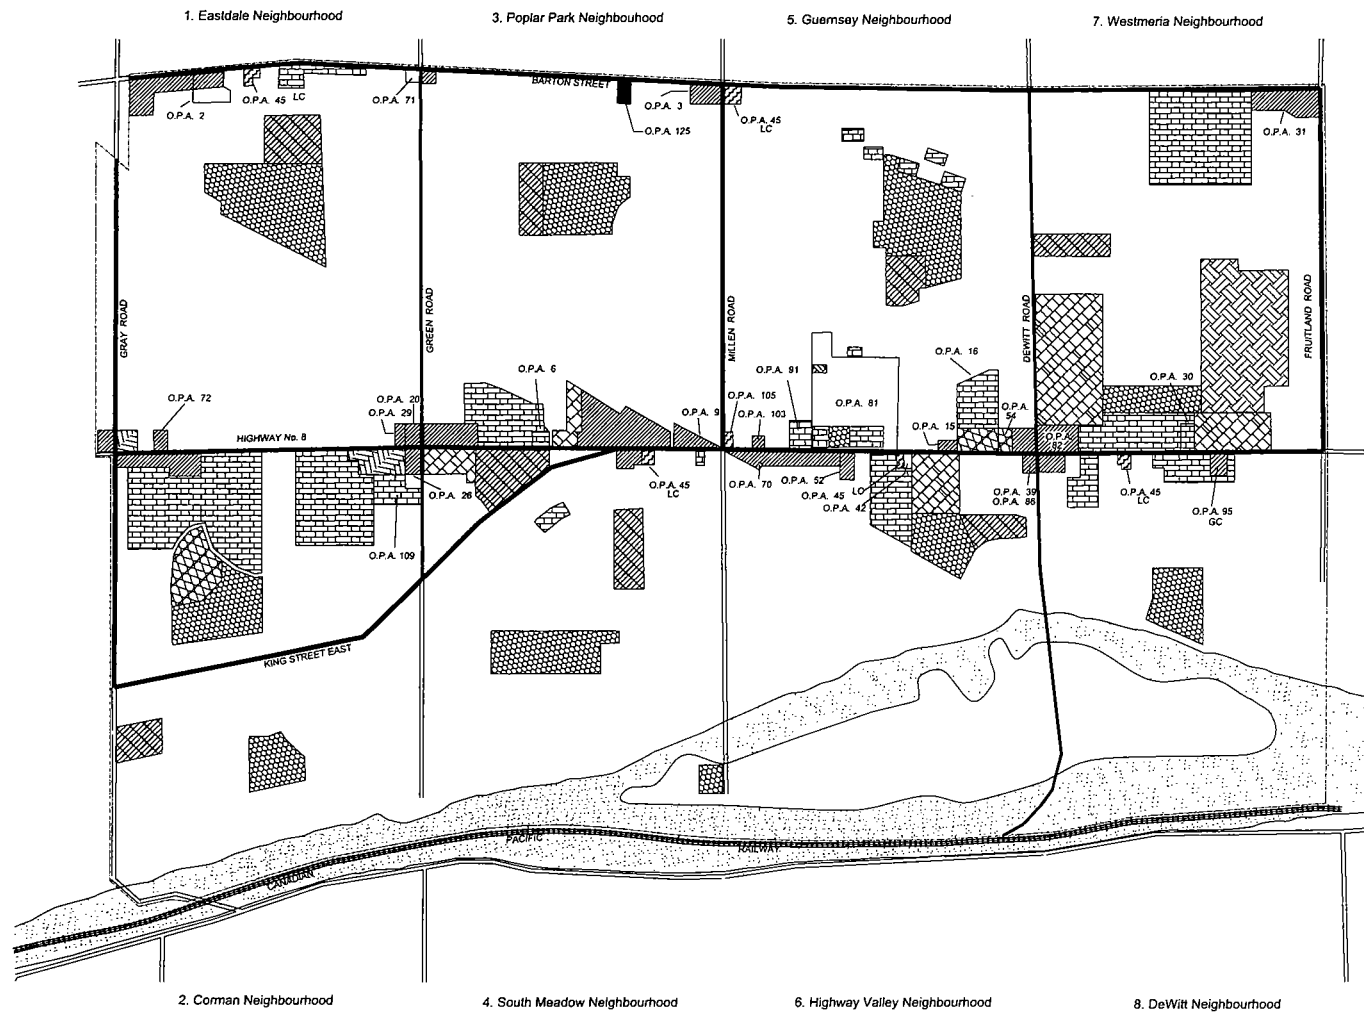 1. Eastdale Neighbourhood
3. Poplar Park Neighbouhood
5. Guernsey Neighbourhood
7. Westmeria Neighbourhood
BARTON STREET
O.P.A. 2
O.P.A. 45
LC
O.P.A. 71
O.P.A. 125
O.P.A. 3
O.P.A. 45
LC
O.P.A. 31
GRAY ROAD
GREEN ROAD
MILLEN ROAD
DEWITT ROAD
FRUITLAND ROAD
O.P.A. 72
HIGHWAY No. 8
O.P.A. 20
O.P.A. 29
O.P.A. 6
O.P.A. 9
O.P.A. 91
O.P.A. 105
O.P.A. 103
O.P.A. 81
O.P.A. 16
O.P.A. 15
O.P.A.
54
O.P.A.
82
O.P.A. 30
O.P.A. 26
O.P.A. 109
O.P.A. 45
LC
O.P.A. 70
O.P.A. 52
O.P.A. 45
LC
O.P.A. 42
O.P.A. 39
O.P.A. 86
O.P.A. 45
LC
O.P.A. 95
GC
KING STREET EAST
CANADIAN
PACIFIC
RAILWAY
2. Corman Neighbourhood
4. South Meadow Neighbourhood
6. Highway Valley Neighbourhood
8. DeWitt Neighbourhood